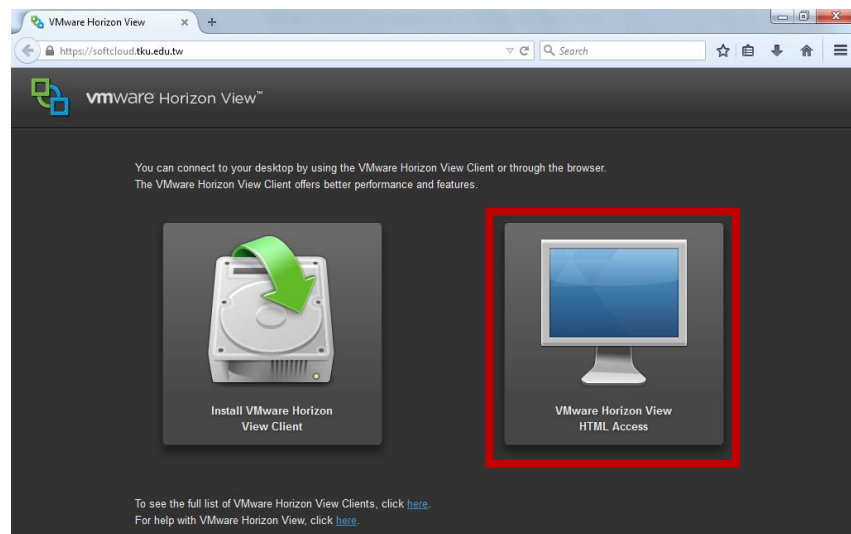 VMware Horizon View
https://softcloud.tku.edu.tw
Search
vmware Horizon View™
You can connect to your desktop by using the VMware Horizon View Client or through the browser.
The VMware Horizon View Client offers better performance and features.
Install VMware Horizon
View Client
VMware Horizon View
HTML Access
To see the full list of VMware Horizon View Clients, click here.
For help with VMware Horizon View, click here.